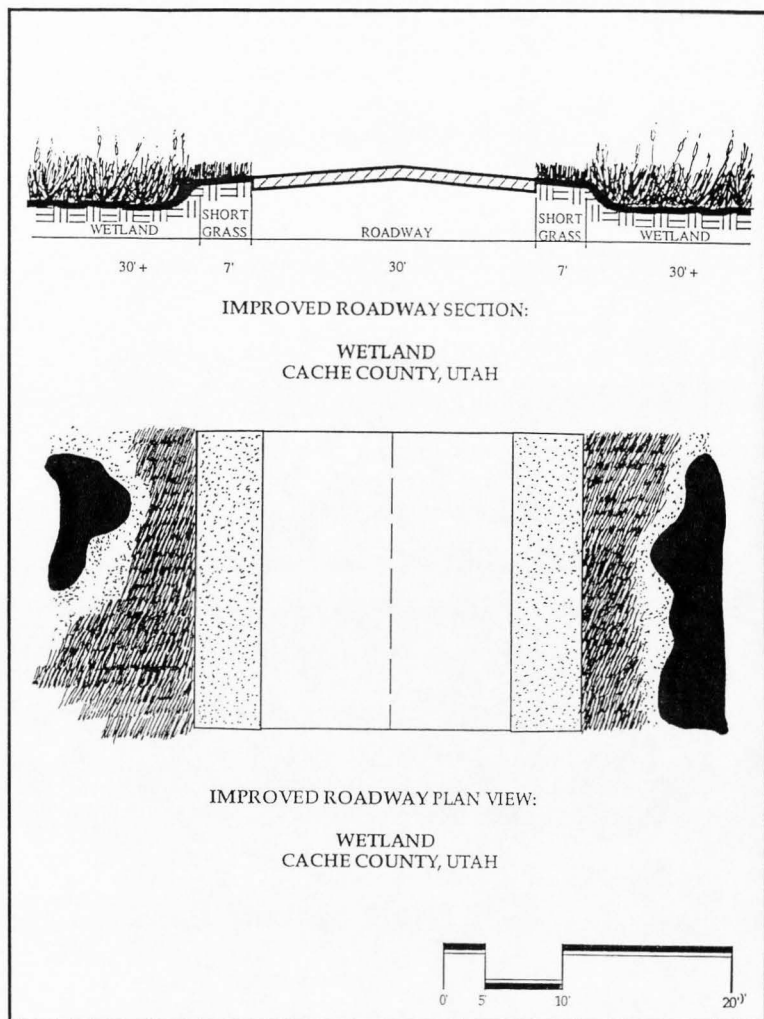 SHORT SHORT
WETLAND GRASS ROADWAY GRASS WETLAND
30' + 7' 30' 7' 30' +
IMPROVED ROADWAY SECTION:
WETLAND
CACHE COUNTY, UTAH
IMPROVED ROADWAY PLAN VIEW:
WETLAND
CACHE COUNTY, UTAH
0' 5' 10' 20'